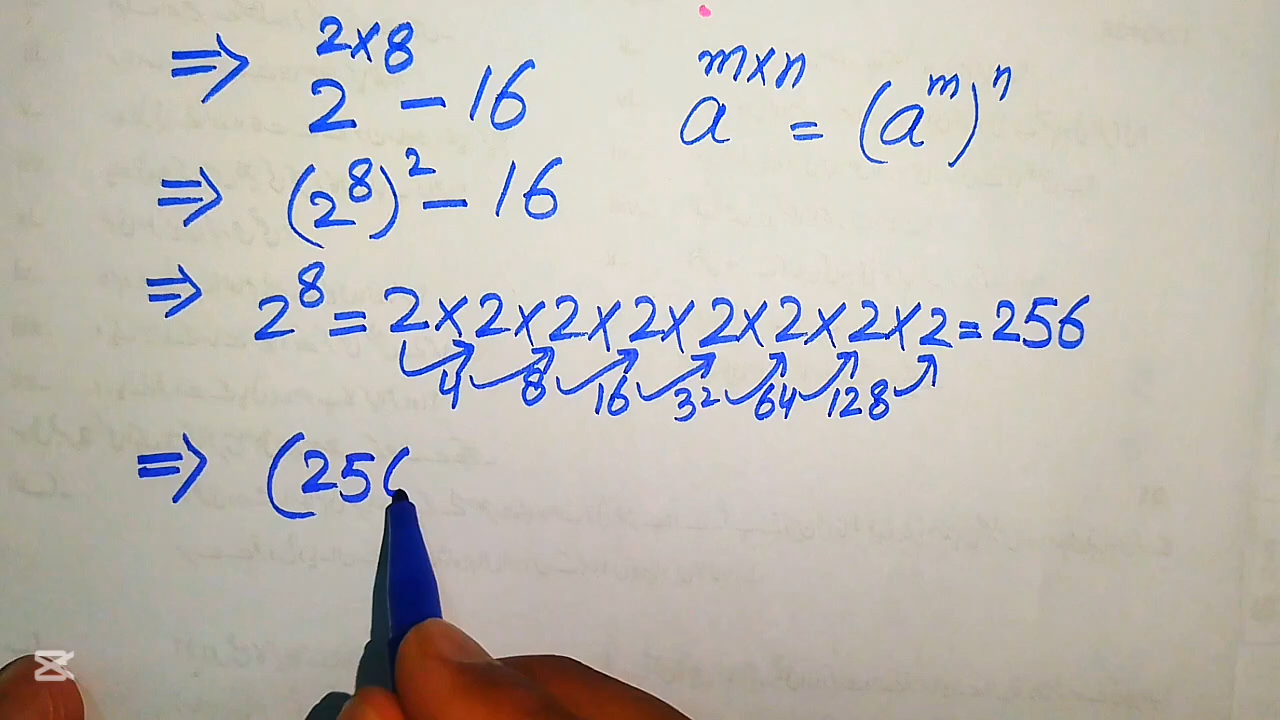 ⇒ 2^{2×8} − 16
a^{m×n} = (a^m)^n
⇒ (2^8)^2 − 16
⇒ 2^8 = 2×2×2×2×2×2×2×2=256
4 8 16 32 64 128
⇒ (256